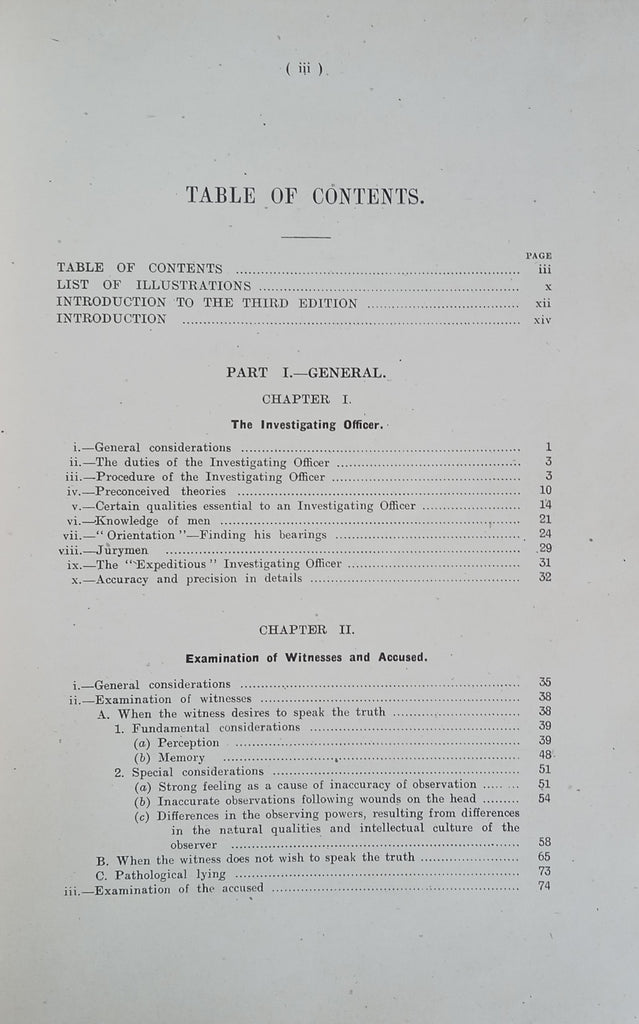 ( iii )
TABLE OF CONTENTS.
PAGE
TABLE OF CONTENTS ........ iii
LIST OF ILLUSTRATIONS ........ x
INTRODUCTION TO THE THIRD EDITION ........ xii
INTRODUCTION ........ xiv
PART I.—GENERAL.
CHAPTER I.
The Investigating Officer.
i.—General considerations ........ 1
ii.—The duties of the Investigating Officer ........ 3
iii.—Procedure of the Investigating Officer ........ 3
iv.—Preconceived theories ........ 10
v.—Certain qualities essential to an Investigating Officer ........ 14
vi.—Knowledge of men ........ 21
vii.—"Orientation"—Finding his bearings ........ 24
viii.—Jurymen ........ 29
ix.—The "Expeditious" Investigating Officer ........ 31
x.—Accuracy and precision in details ........ 32
CHAPTER II.
Examination of Witnesses and Accused.
i.—General considerations ........ 35
ii.—Examination of witnesses ........ 38
A. When the witness desires to speak the truth ........ 38
1. Fundamental considerations ........ 39
(a) Perception ........ 39
(b) Memory ........ 48
2. Special considerations ........ 51
(a) Strong feeling as a cause of inaccuracy of observation ........ 51
(b) Inaccurate observations following wounds on the head ........ 54
(c) Differences in the observing powers, resulting from differences
in the natural qualities and intellectual culture of the
observer ........ 58
B. When the witness does not wish to speak the truth ........ 65
C. Pathological lying ........ 73
iii.—Examination of the accused ........ 74